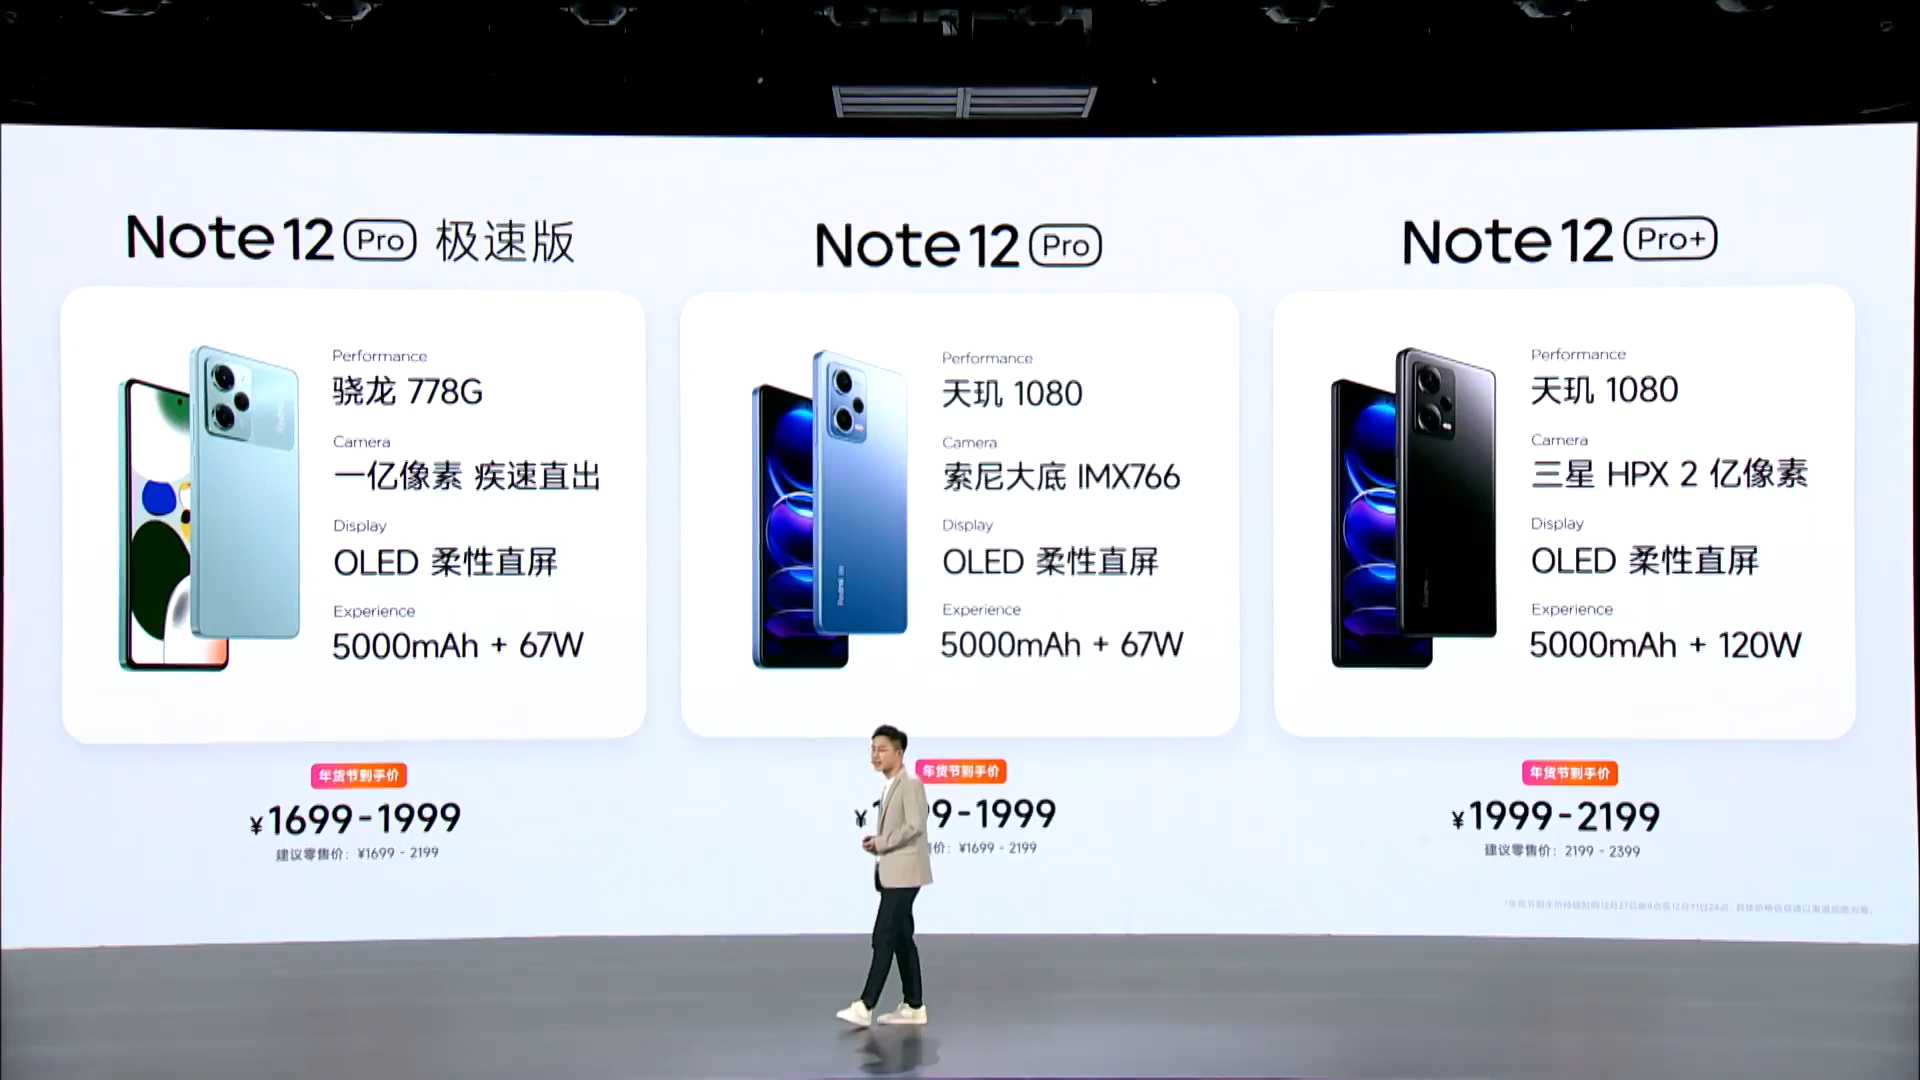 Note 12 Pro 极速版
Performance
骁龙 778G
Camera
一亿像素 疾速直出
Display
OLED 柔性直屏
Experience
5000mAh + 67W
年货节到手价
¥1699-1999
建议零售价：¥1699 - 2199
Note 12 Pro
Performance
天玑 1080
Camera
索尼大底 IMX766
Display
OLED 柔性直屏
Experience
5000mAh + 67W
年货节到手价
¥ 99-1999
售价：¥1699 - 2199
Note 12 Pro+
Performance
天玑 1080
Camera
三星 HPX 2 亿像素
Display
OLED 柔性直屏
Experience
5000mAh + 120W
年货节到手价
¥1999-2199
建议零售价：2199 - 2399
Redmi